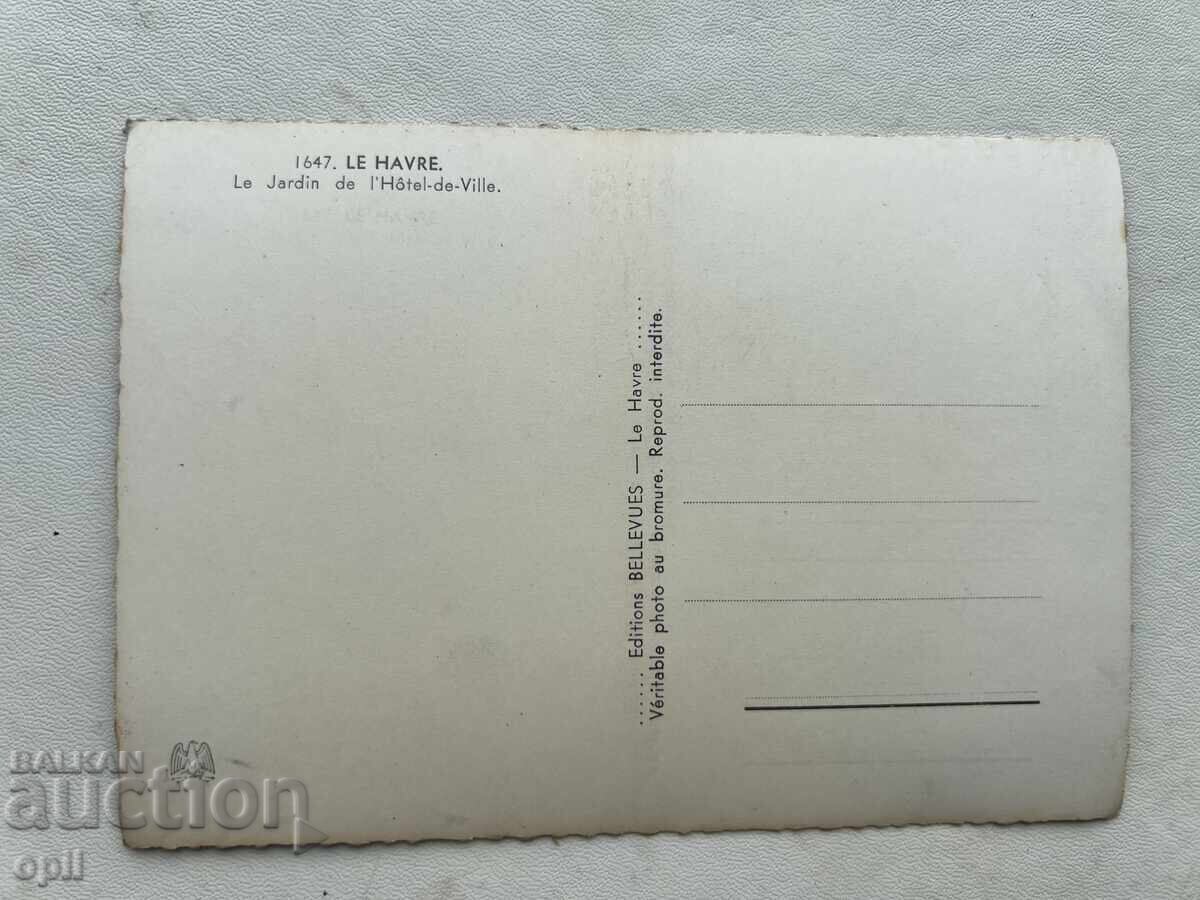 1647. LE HAVRE.
Le Jardin de l'Hôtel-de-Ville.
...... Editions BELLEVUES — Le Havre ......
Véritable photo au bromure. Reprod. interdite.
BALKAN
auction
opll